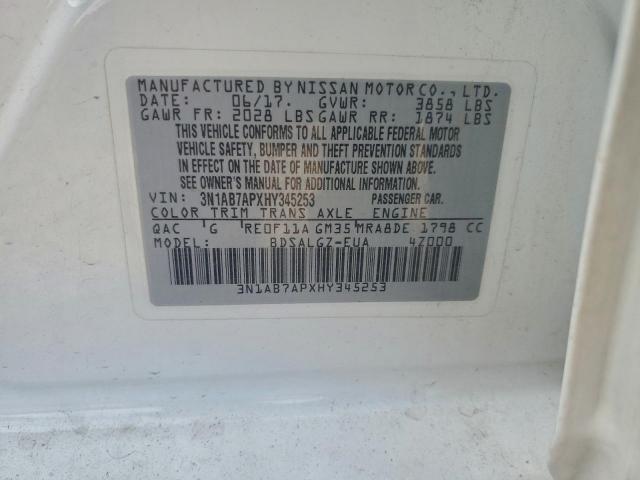 MANUFACTURED BY NISSAN MOTOR CO., LTD.
DATE: 06/17. GVWR: 3858 LBS
GAWR FR: 2028 LBS GAWR RR: 1874 LBS
THIS VEHICLE CONFORMS TO ALL APPLICABLE FEDERAL MOTOR
VEHICLE SAFETY, BUMPER AND THEFT PREVENTION STANDARDS
IN EFFECT ON THE DATE OF MANUFACTURE SHOWN ABOVE.
SEE OWNER'S MANUAL FOR ADDITIONAL INFORMATION.
VIN: 3N1AB7APXHY345253 PASSENGER CAR.
COLOR TRIM TRANS AXLE ENGINE
QAC G RE0F11A GM35 MRA8DE 1798 CC
MODEL: BDSALGZ-EUA 4Z000
3N1AB7APXHY345253